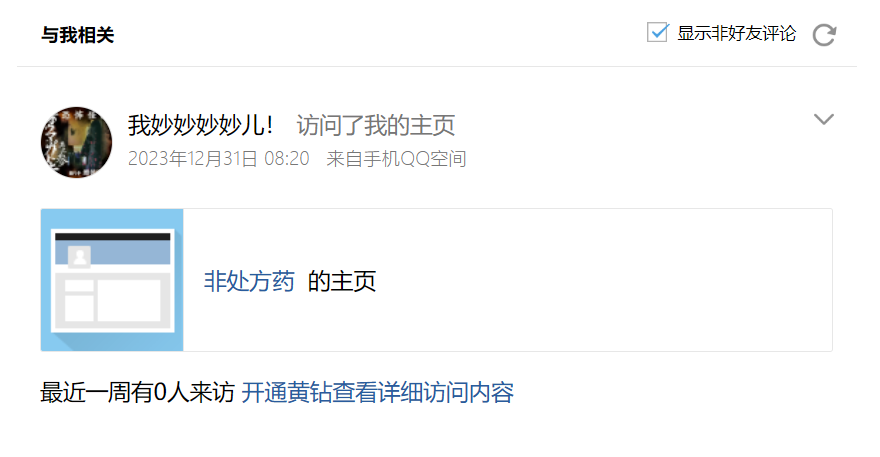 与我相关
显示非好友评论
我妙妙妙妙儿！ 访问了我的主页
2023年12月31日 08:20 来自手机QQ空间
非处方药 的主页
最近一周有0人来访 开通黄钻查看详细访问内容